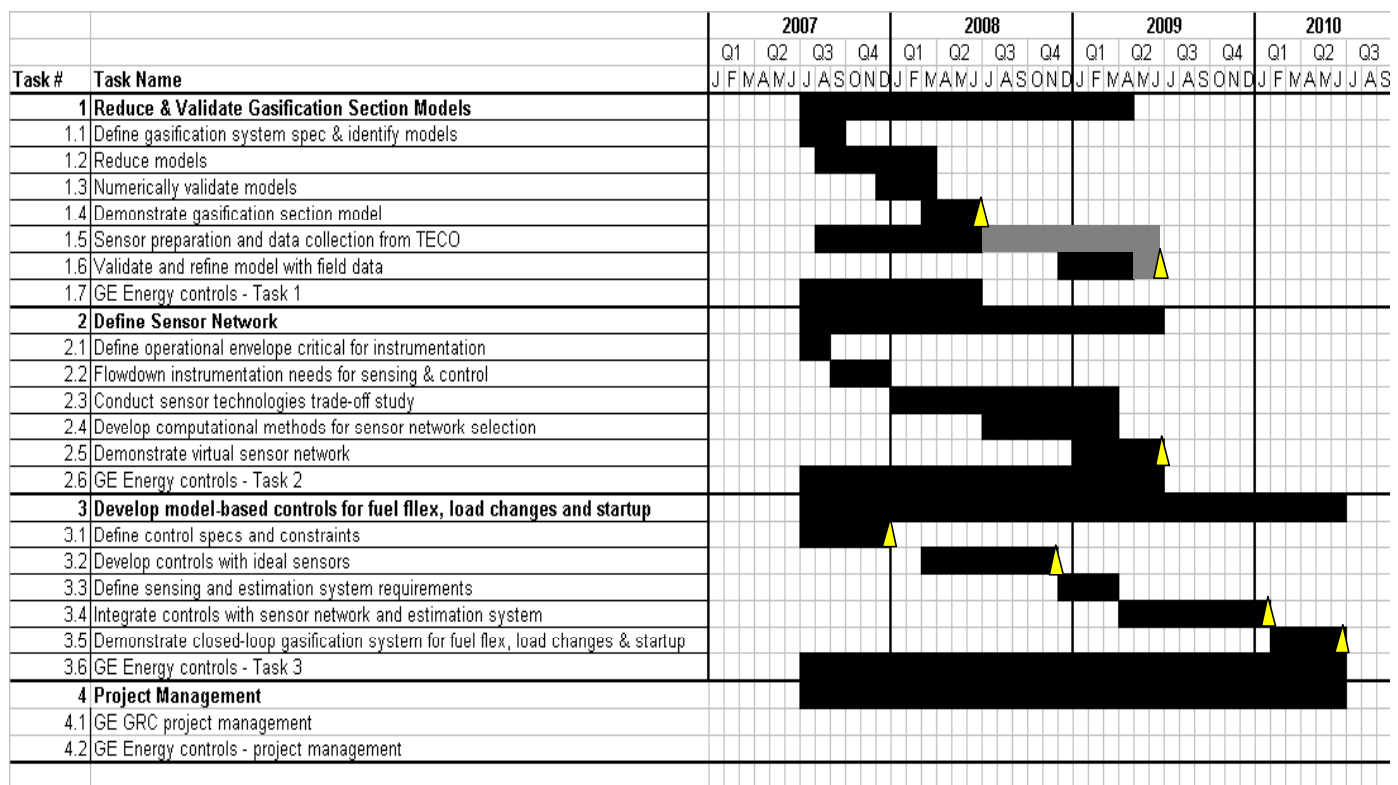 2007 2008 2009 2010
Q1 Q2 Q3 Q4 Q1 Q2 Q3 Q4 Q1 Q2 Q3 Q4 Q1 Q2 Q3
Task # Task Name J F M A M J J A S O N D J F M A M J J A S O N D J F M A M J J A S O N D J F M A M J J A S
1 Reduce & Validate Gasification Section Models
1.1 Define gasification system spec & identify models
1.2 Reduce models
1.3 Numerically validate models
1.4 Demonstrate gasification section model
1.5 Sensor preparation and data collection from TECO
1.6 Validate and refine model with field data
1.7 GE Energy controls - Task 1
2 Define Sensor Network
2.1 Define operational envelope critical for instrumentation
2.2 Flowdown instrumentation needs for sensing & control
2.3 Conduct sensor technologies trade-off study
2.4 Develop computational methods for sensor network selection
2.5 Demonstrate virtual sensor network
2.6 GE Energy controls - Task 2
3 Develop model-based controls for fuel fllex, load changes and startup
3.1 Define control specs and constraints
3.2 Develop controls with ideal sensors
3.3 Define sensing and estimation system requirements
3.4 Integrate controls with sensor network and estimation system
3.5 Demonstrate closed-loop gasification system for fuel flex, load changes & startup
3.6 GE Energy controls - Task 3
4 Project Management
4.1 GE GRC project management
4.2 GE Energy controls - project management